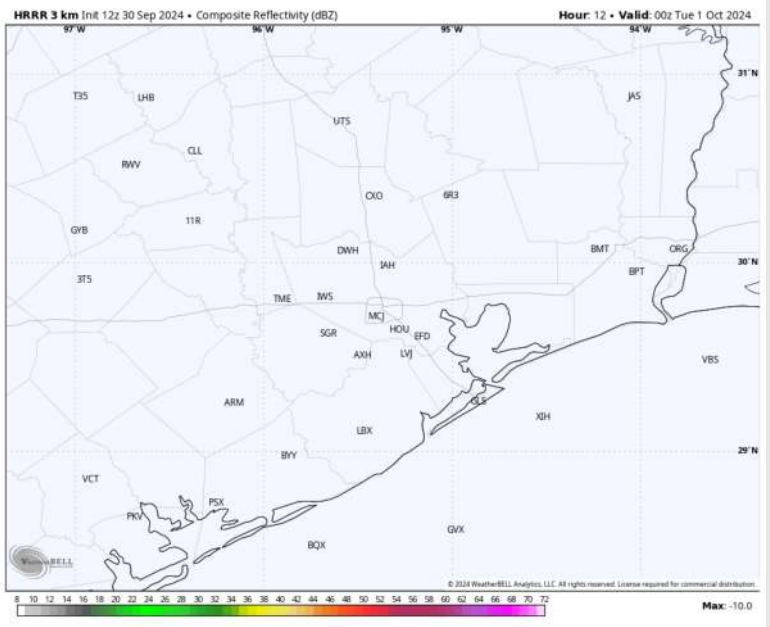 HRRR 3 km Init 12z 30 Sep 2024 • Composite Reflectivity (dBZ) Hour: 12 • Valid: 00z Tue 1 Oct 2024
97°W 96°W 95°W 94°W
31°N
T35 LHB JAS
UTS
CLL
RWV
CXO 6R3
11R
GYB
DWH BMT ORG
IAH 30°N
3T5 BPT
TME IWS
MCJ
SGR HOU EFD
AXH LVJ VBS
ARM GLS
XIH
LBX
BYY 29°N
VCT
PSX
PKV
GVX
BQX
WeatherBELL
© 2024 WeatherBELL Analytics, LLC. All rights reserved. License required for commercial distribution.
8 10 12 14 16 18 20 22 24 26 28 30 32 34 36 38 40 42 44 46 48 50 52 54 56 58 60 62 64 66 68 70 72 Max: -10.0